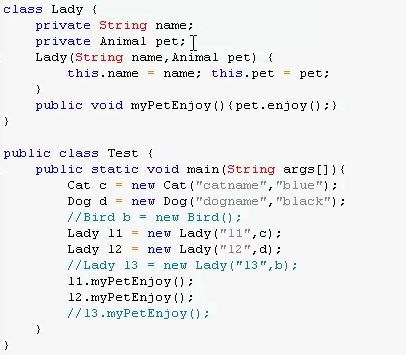 class Lady {
    private String name;
    private Animal pet;
    Lady(String name,Animal pet) {
        this.name = name; this.pet = pet;
    }
    public void myPetEnjoy(){pet.enjoy();}
}

public class Test {
    public static void main(String args[]){
        Cat c = new Cat("catname","blue");
        Dog d = new Dog("dogname","black");
        //Bird b = new Bird();
        Lady l1 = new Lady("l1",c);
        Lady l2 = new Lady("l2",d);
        //Lady l3 = new Lady("l3",b);
        l1.myPetEnjoy();
        l2.myPetEnjoy();
        //l3.myPetEnjoy();
    }
}